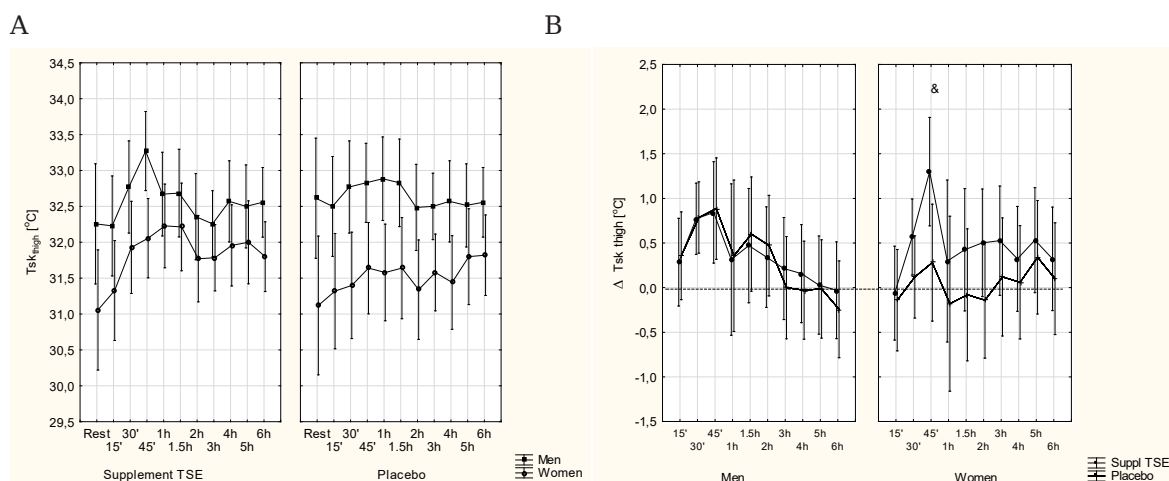 A
B
Tskthigh [°C]
34,5
34,0
33,5
33,0
32,5
32,0
31,5
31,0
30,5
30,0
29,5
Rest 30' 1h 2h 4h 6h
15' 45' 1.5h 3h 5h
Supplement TSE
Rest 30' 1h 2h 4h 6h
15' 45' 1.5h 3h 5h
Placebo
Men
Women
Δ Tsk thigh [°C]
2,5
2,0
1,5
1,0
0,5
0,0
-0,5
-1,0
-1,5
15' 45' 1.5h 3h 5h
30' 1h 2h 4h 6h
Men
&
15' 45' 1.5h 3h 5h
30' 1h 2h 4h 6h
Women
Suppl TSE
Placebo